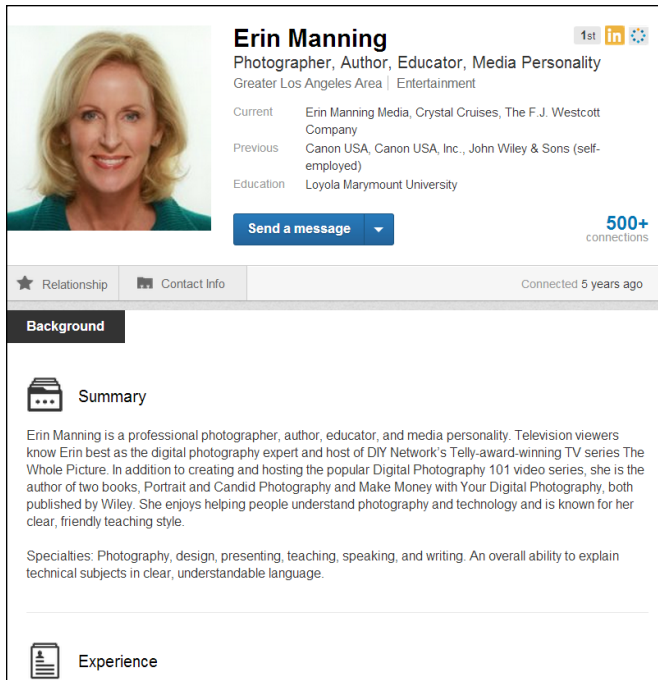 Erin Manning
1st in
Photographer, Author, Educator, Media Personality
Greater Los Angeles Area | Entertainment
Current Erin Manning Media, Crystal Cruises, The F.J. Westcott
Company
Previous Canon USA, Canon USA, Inc., John Wiley & Sons (self-
employed)
Education Loyola Marymount University
Send a message
500+
connections
Relationship Contact Info Connected 5 years ago
Background
Summary
Erin Manning is a professional photographer, author, educator, and media personality. Television viewers
know Erin best as the digital photography expert and host of DIY Network's Telly-award-winning TV series The
Whole Picture. In addition to creating and hosting the popular Digital Photography 101 video series, she is the
author of two books, Portrait and Candid Photography and Make Money with Your Digital Photography, both
published by Wiley. She enjoys helping people understand photography and technology and is known for her
clear, friendly teaching style.
Specialties: Photography, design, presenting, teaching, speaking, and writing. An overall ability to explain
technical subjects in clear, understandable language.
Experience